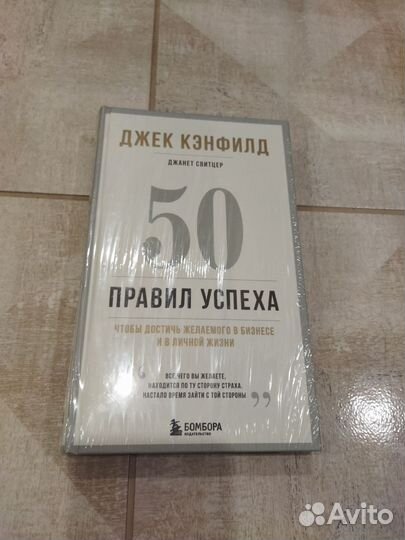 ДЖЕК КЭНФИЛД
ДЖАНЕТ СВИТЦЕР
50
ПРАВИЛ УСПЕХА
ЧТОБЫ ДОСТИЧЬ ЖЕЛАЕМОГО В БИЗНЕСЕ
И В ЛИЧНОЙ ЖИЗНИ
ВСЁ ЧЕГО ВЫ ЖЕЛАЕТЕ,
НАХОДИТСЯ ПО ТУ СТОРОНУ СТРАХА.
НАСТАЛО ВРЕМЯ ЗАЙТИ С ТОЙ СТОРОНЫ
БОМБОРА
ИЗДАТЕЛЬСТВО
Avito